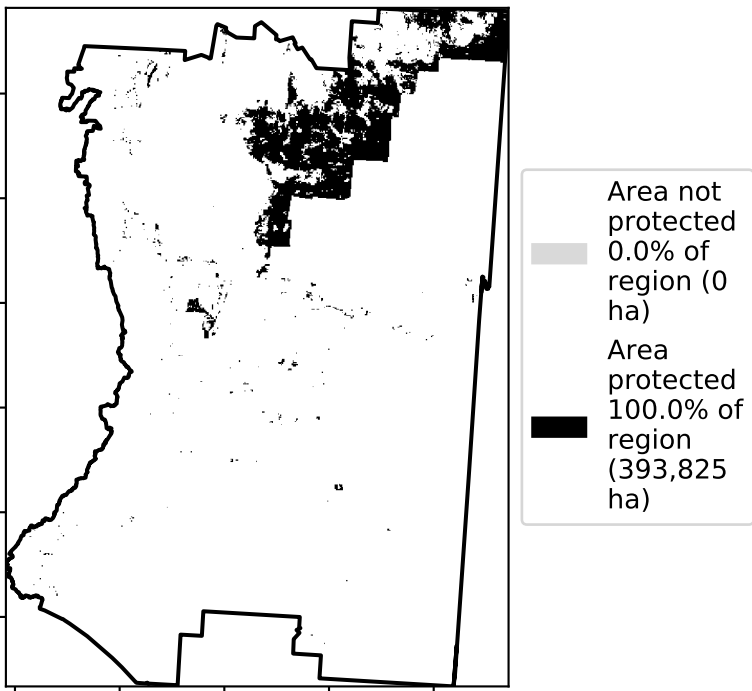 Area not
protected
0.0% of
region (0
ha)
Area
protected
100.0% of
region
(393,825
ha)